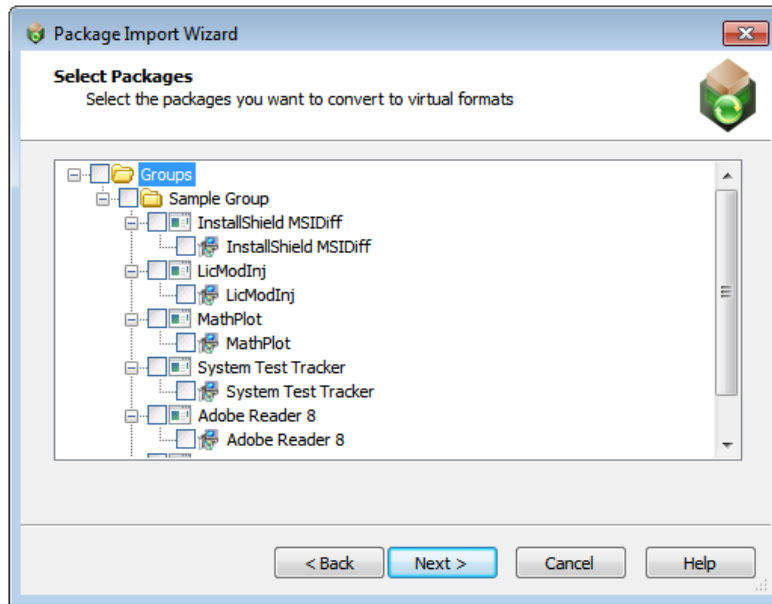 Package Import Wizard
Select Packages
Select the packages you want to convert to virtual formats
Groups
Sample Group
InstallShield MSIDiff
InstallShield MSIDiff
LicModInj
LicModInj
MathPlot
MathPlot
System Test Tracker
System Test Tracker
Adobe Reader 8
Adobe Reader 8
< Back Next > Cancel Help